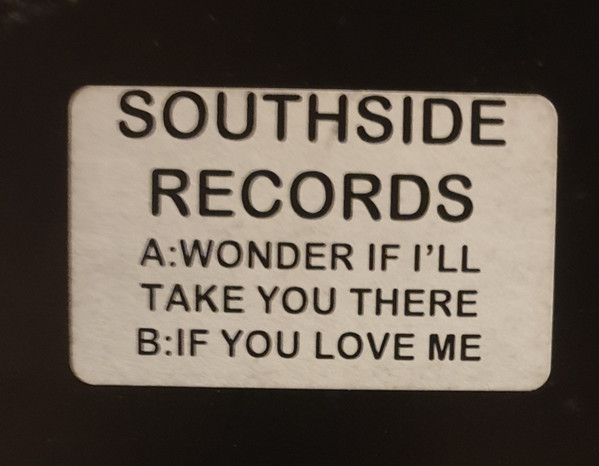 SOUTHSIDE
RECORDS
A:WONDER IF I'LL
TAKE YOU THERE
B:IF YOU LOVE ME